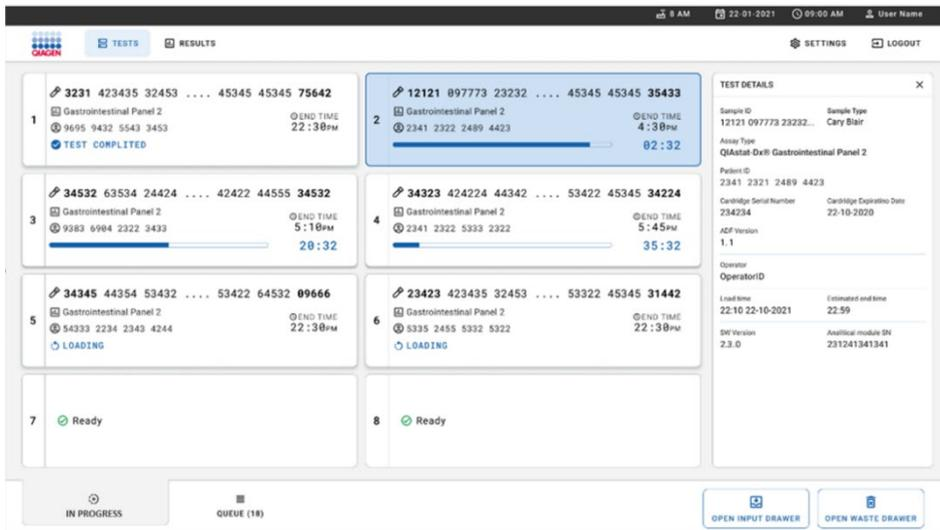 8 AM 22-01-2021 09:00 AM User Name
QIAGEN TESTS RESULTS SETTINGS LOGOUT
1
3231 423435 32453 .... 45345 45345 75642
Gastrointestinal Panel 2
9695 9432 5543 3453
TEST COMPLITED
END TIME
22:30PM
2
12121 097773 23232 .... 45345 45345 35433
Gastrointestinal Panel 2
2341 2322 2489 4423
END TIME
4:30PM
02:32
3
34532 63534 24424 .... 42422 44555 34532
Gastrointestinal Panel 2
9383 6904 2322 3433
END TIME
5:10PM
20:32
4
34323 424224 44342 .... 53422 45345 34224
Gastrointestinal Panel 2
2341 2322 5333 2322
END TIME
5:45PM
35:32
5
34345 44354 53432 .... 53422 64532 09666
Gastrointestinal Panel 2
54333 2234 2343 4244
LOADING
END TIME
22:30PM
6
23423 423435 32453 .... 53322 45345 31442
Gastrointestinal Panel 2
5335 2455 5332 5322
LOADING
END TIME
22:30PM
7
Ready
8
Ready
TEST DETAILS
Sample ID
12121 097773 23232...
Sample Type
Cary Blair
Assay Type
QIAstat-Dx® Gastrointestinal Panel 2
Patient ID
2341 2321 2489 4423
Cardridge Serial Number
234234
Cardridge Expiratino Date
22-10-2020
ADF Version
1.1
Operator
OperatorID
Load time
22:10 22-10-2021
Estimated end time
22:59
SW Version
2.3.0
Analitical module SN
231241341341
IN PROGRESS
QUEUE (18)
OPEN INPUT DRAWER
OPEN WASTE DRAWER